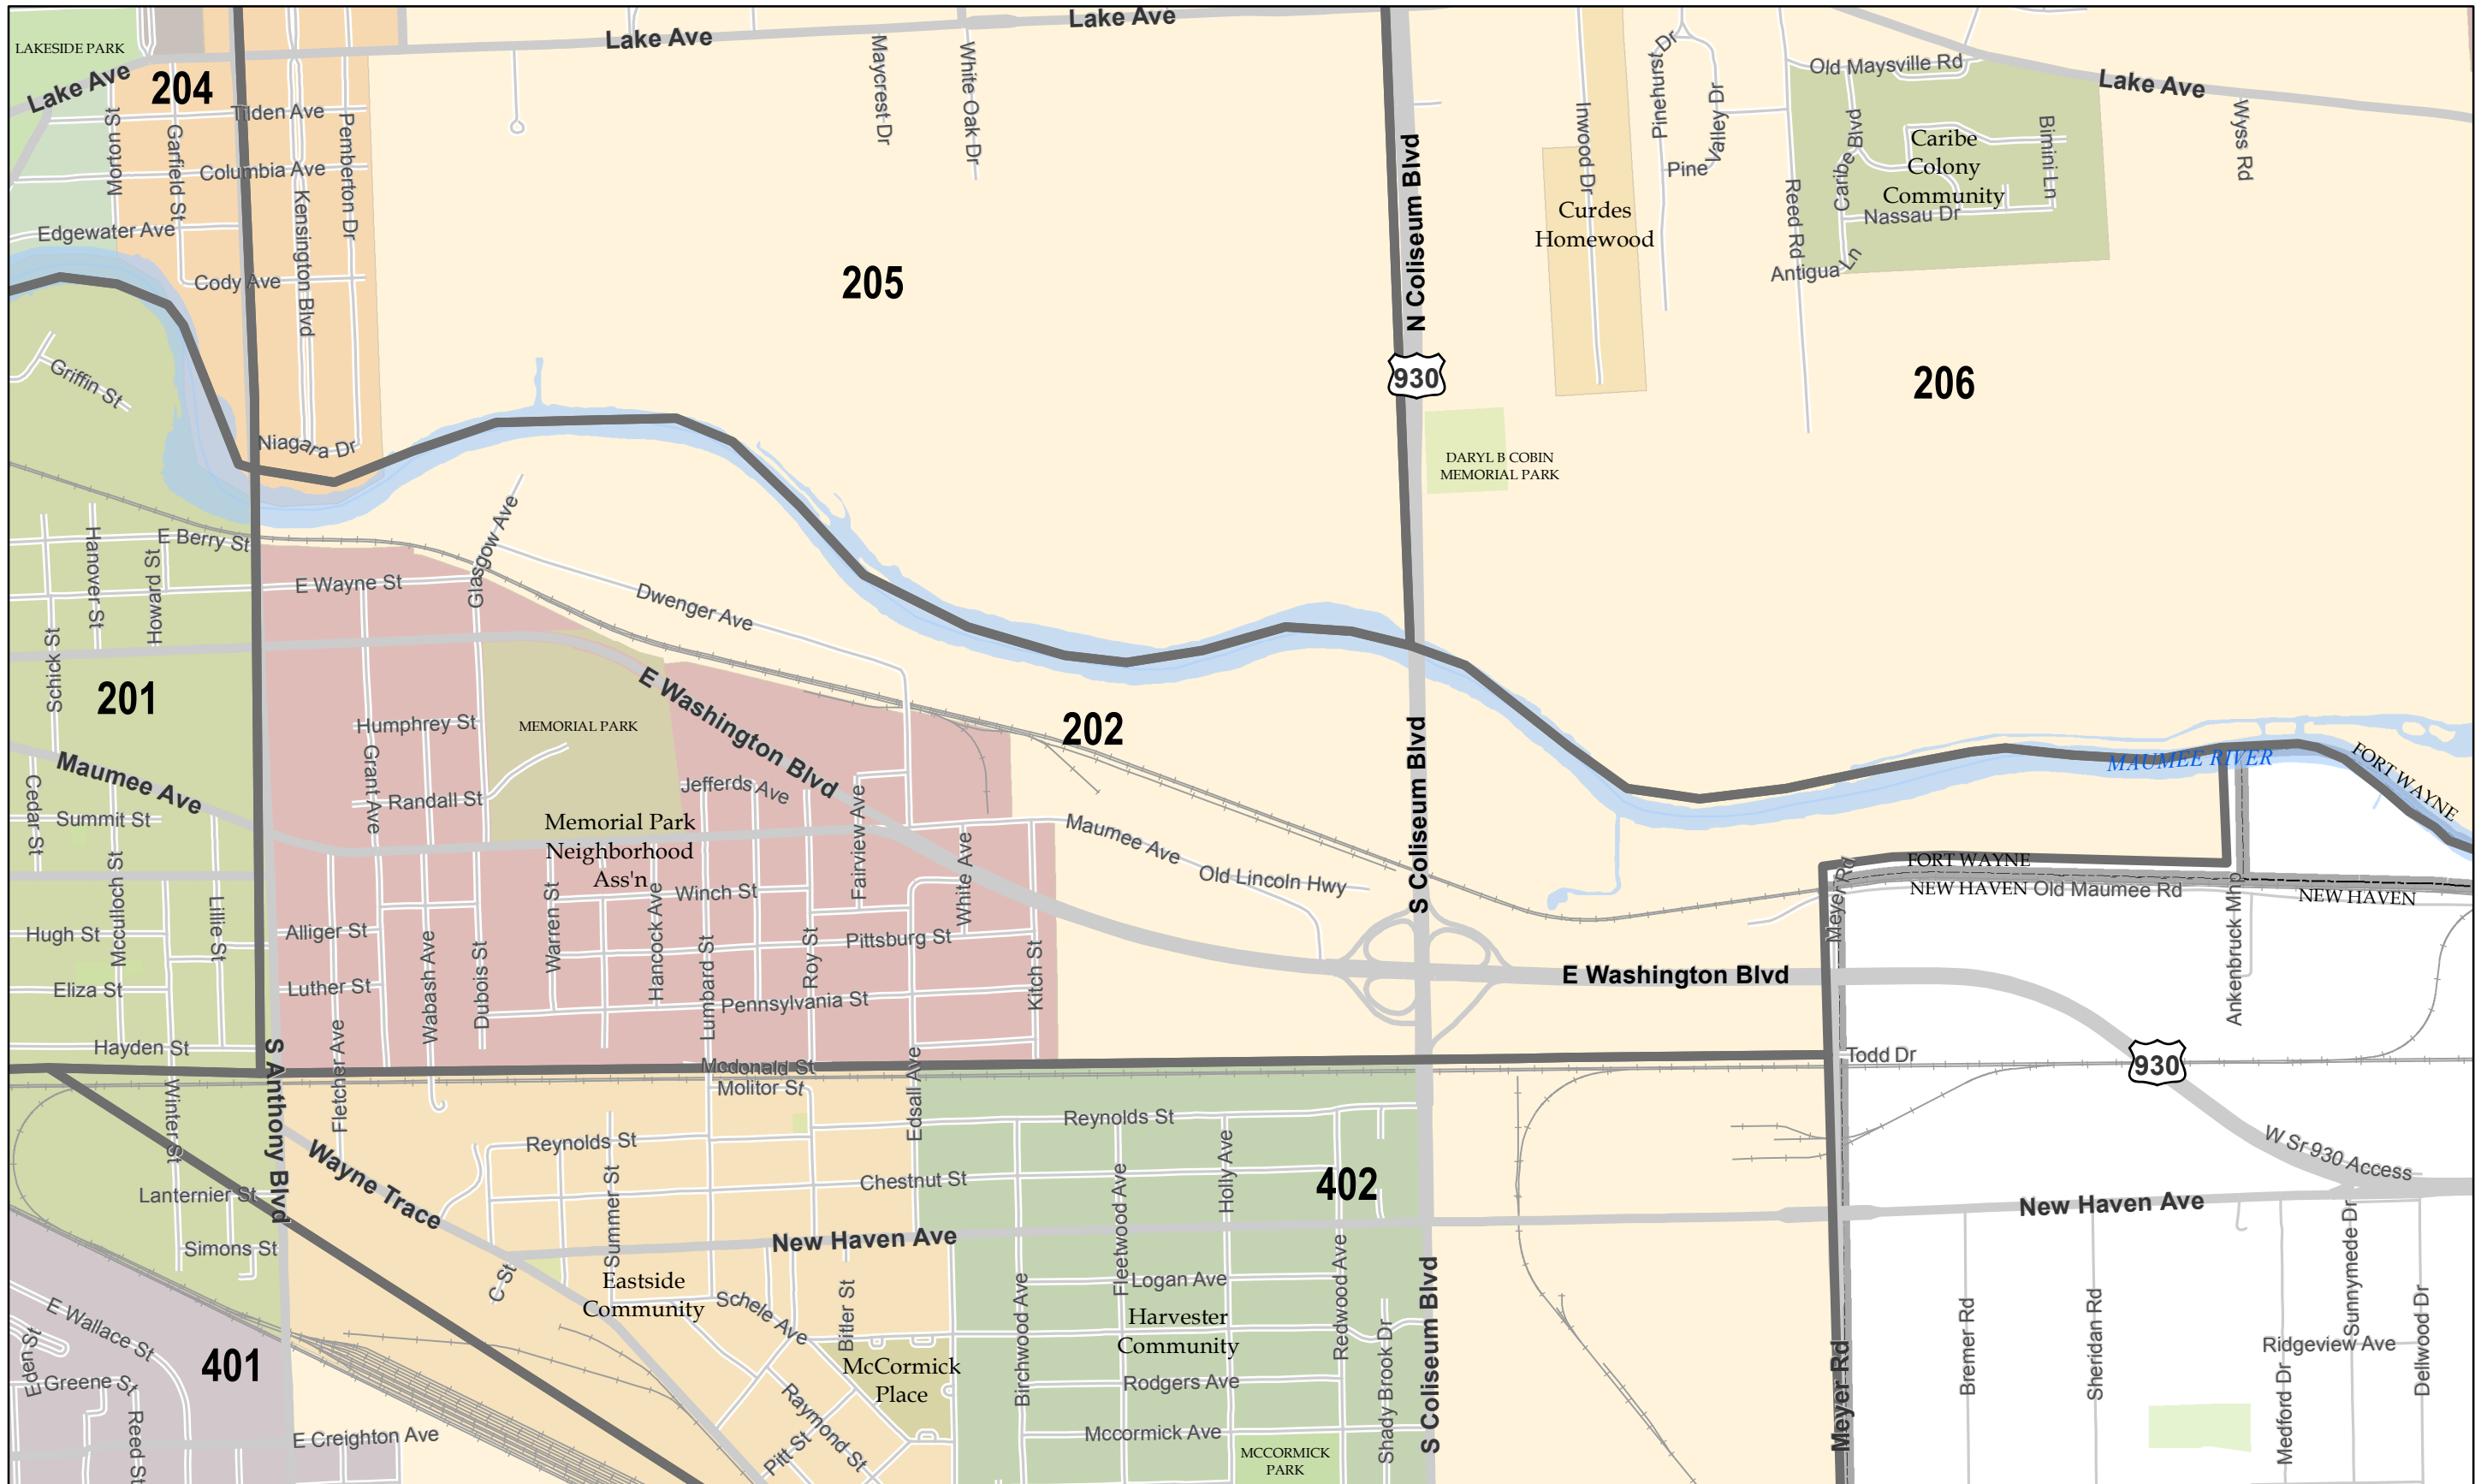 LAKESIDE PARK
Lake Ave
204
Tilden Ave
Morton St
Garfield St
Columbia Ave
Kensington Blvd
Pemberton Dr
Edgewater Ave
Cody Ave
Niagara Dr
Griffin St
Lake Ave
Lake Ave
Maycrest Dr
White Oak Dr
205
N Coliseum Blvd
930
Inwood Dr
Pinehurst Dr
Valley Dr
Pine
Curdes
Homewood
Old Maysville Rd
Lake Ave
Reed Rd
Caribe Blvd
Caribe
Colony
Community
Bimini Ln
Nassau Dr
Antigua Ln
Wyss Rd
206
DARYL B COBIN
MEMORIAL PARK
Hanover St
Howard St
E Berry St
Schick St
E Wayne St
Glasgow Ave
Dwenger Ave
201
Maumee Ave
Humphrey St
Grant Ave
MEMORIAL PARK
E Washington Blvd
202
S Coliseum Blvd
MAUMEE RIVER
FORT WAYNE
Cedar St
Summit St
Mcculloch St
Lillie St
Randall St
Jefferds Ave
Memorial Park
Neighborhood
Ass'n
Fairview Ave
White Ave
Maumee Ave
Old Lincoln Hwy
Meyer Rd
FORT WAYNE
NEW HAVEN
Old Maumee Rd
NEW HAVEN
Ankenbruck Mhp
Hugh St
Alliger St
Wabash Ave
Dubois St
Warren St
Hancock Ave
Winch St
Lumbard St
Roy St
Pittsburg St
Kitch St
Eliza St
Luther St
Pennsylvania St
E Washington Blvd
Hayden St
S Anthony Blvd
Fletcher Ave
Mcdonald St
Molitor St
Edsall Ave
Todd Dr
930
Winter St
Reynolds St
Reynolds St
Wayne Trace
Lanternier St
Summer St
Chestnut St
Fleetwood Ave
Holly Ave
402
W Sr 930 Access
Simons St
New Haven Ave
New Haven Ave
C St
Eastside
Community
Schele Ave
Bitler St
Birchwood Ave
Logan Ave
Harvester
Community
Redwood Ave
Shady Brook Dr
S Coliseum Blvd
Meyer Rd
Bremer Rd
Sheridan Rd
Sunnymede Dr
Ridgeview Ave
Medford Dr
Dellwood Dr
E Wallace St
Eden St
401
Greene St
Reed St
E Creighton Ave
McCormick
Place
Raymond St
Pitt St
Rodgers Ave
Mccormick Ave
MCCORMICK
PARK